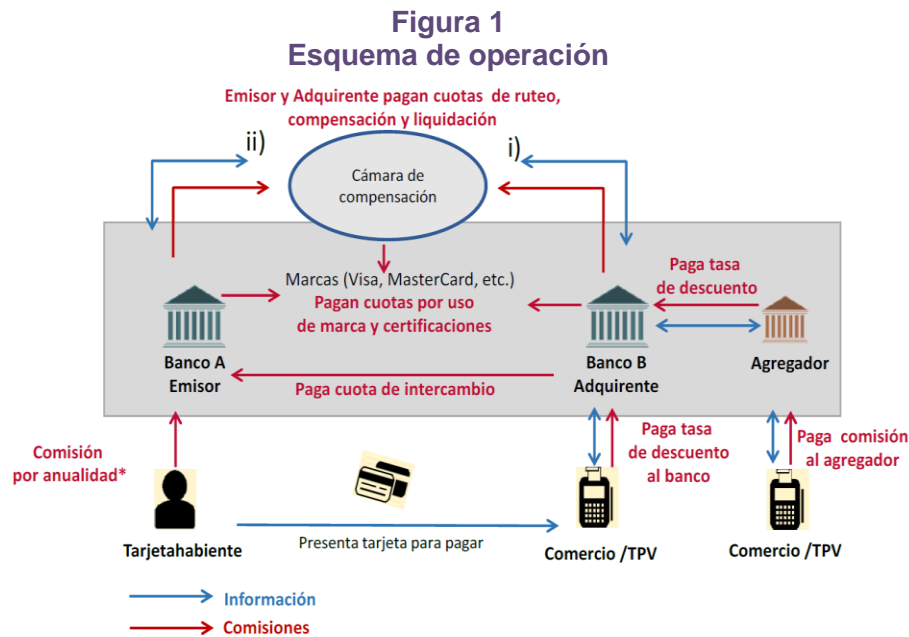 Figura 1
Esquema de operación
Emisor y Adquirente pagan cuotas de ruteo,
compensación y liquidación
ii)
i)
Cámara de
compensación
Marcas (Visa, MasterCard, etc.)
Pagan cuotas por uso
de marca y certificaciones
Paga tasa
de descuento
Banco A
Emisor
Paga cuota de intercambio
Banco B
Adquirente
Agregador
Comisión
por anualidad*
Paga tasa
de descuento
al banco
Paga comisión
al agregador
Tarjetahabiente
Presenta tarjeta para pagar
Comercio /TPV
Comercio /TPV
Información
Comisiones